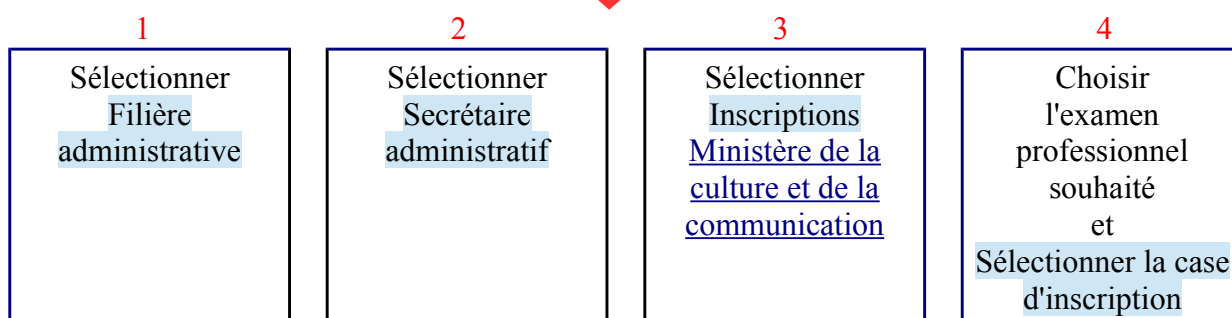 1
Sélectionner
Filière
administrative
2
Sélectionner
Secrétaire
administratif
3
Sélectionner
Inscriptions
Ministère de la
culture et de la
communication
4
Choisir
l'examen
professionnel
souhaité
et
Sélectionner la case
d'inscription